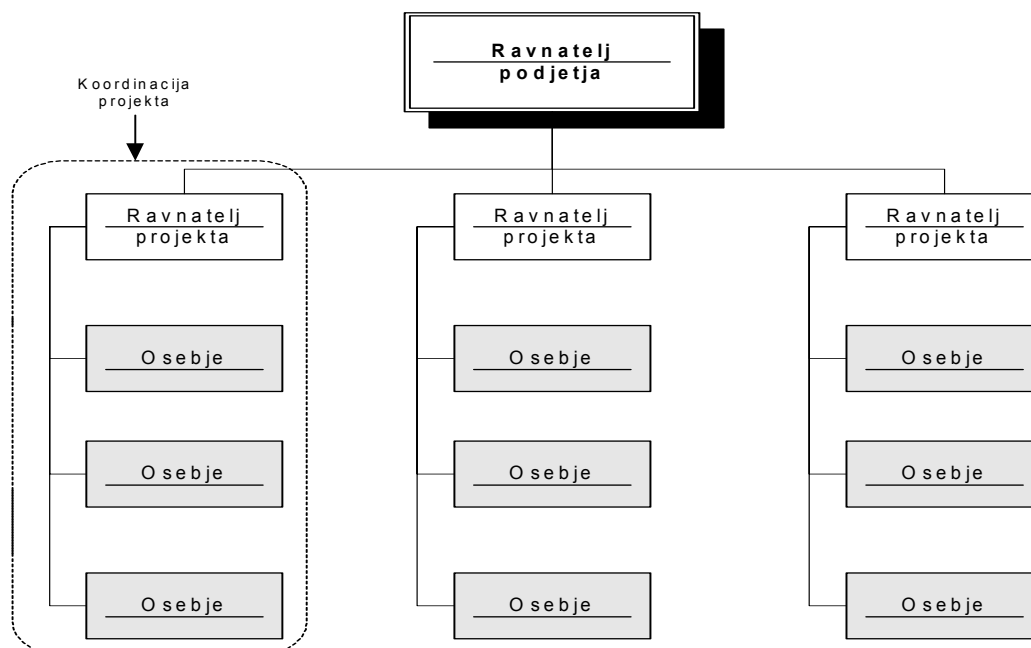 Ravnatelj
podjetja
Koordinacija
projekta
Ravnatelj
projekta
Ravnatelj
projekta
Ravnatelj
projekta
Osebje
Osebje
Osebje
Osebje
Osebje
Osebje
Osebje
Osebje
Osebje